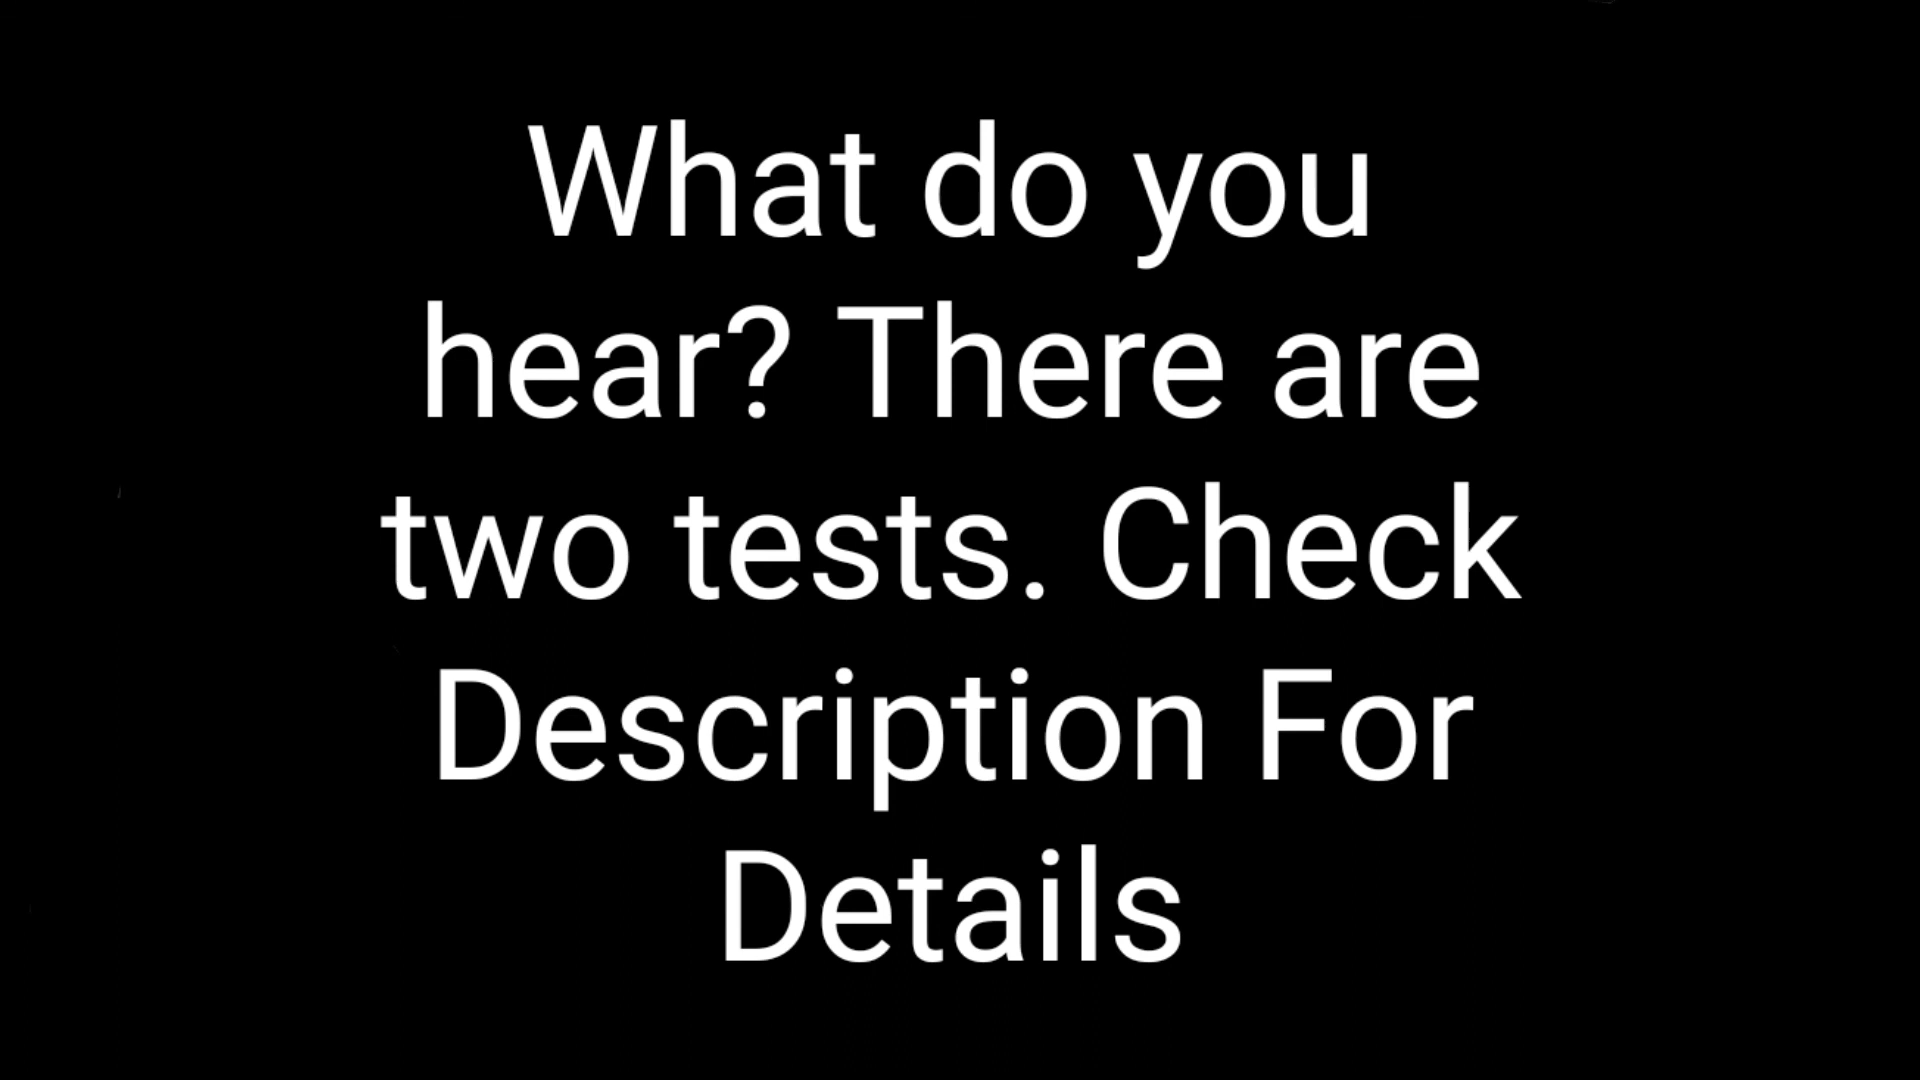 What do you
hear? There are
two tests. Check
Description For
Details